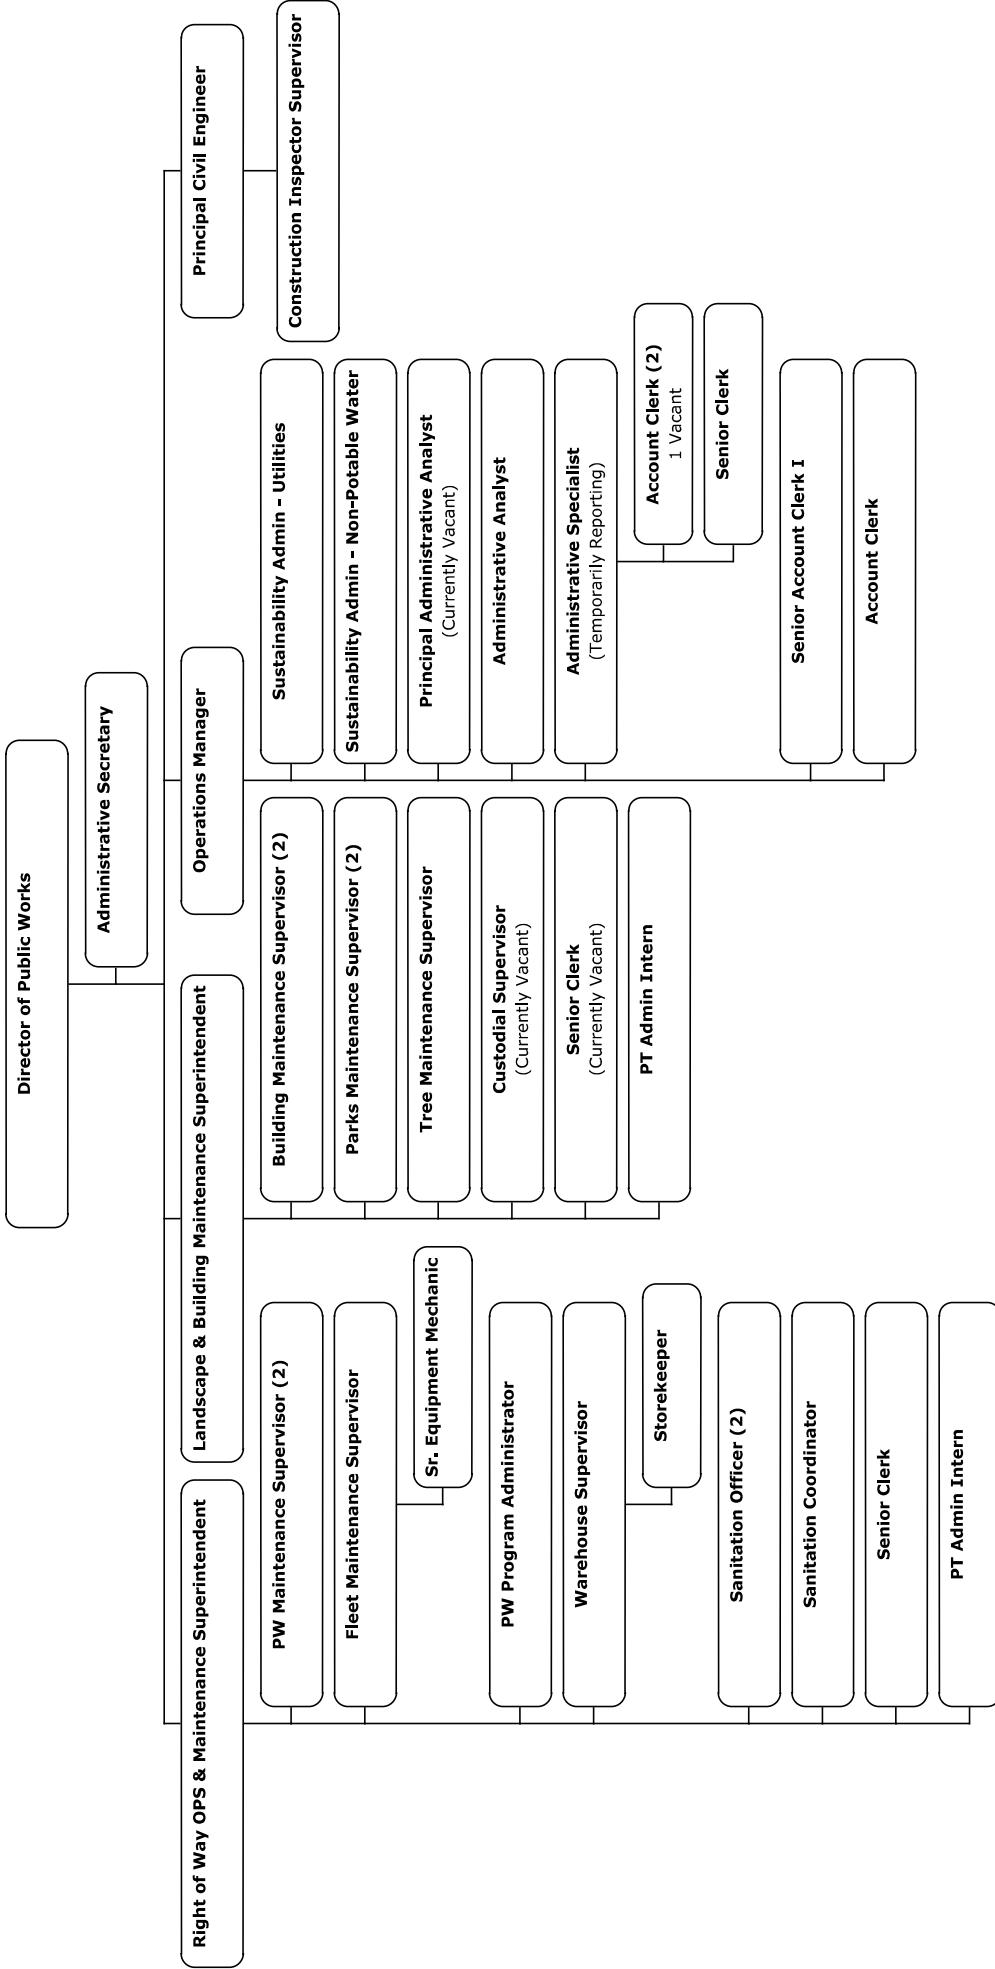 Director of Public Works
Administrative Secretary
Right of Way OPS & Maintenance Superintendent
PW Maintenance Supervisor (2)
Fleet Maintenance Supervisor
Sr. Equipment Mechanic
PW Program Administrator
Warehouse Supervisor
Storekeeper
Sanitation Officer (2)
Sanitation Coordinator
Senior Clerk
PT Admin Intern
Landscape & Building Maintenance Superintendent
Building Maintenance Supervisor (2)
Parks Maintenance Supervisor (2)
Tree Maintenance Supervisor
Custodial Supervisor
(Currently Vacant)
Senior Clerk
(Currently Vacant)
PT Admin Intern
Operations Manager
Sustainability Admin – Utilities
Sustainability Admin – Non–Potable Water
Principal Administrative Analyst
(Currently Vacant)
Administrative Analyst
Administrative Specialist
(Temporarily Reporting)
Account Clerk (2)
1 Vacant
Senior Clerk
Senior Account Clerk I
Account Clerk
Principal Civil Engineer
Construction Inspector Supervisor